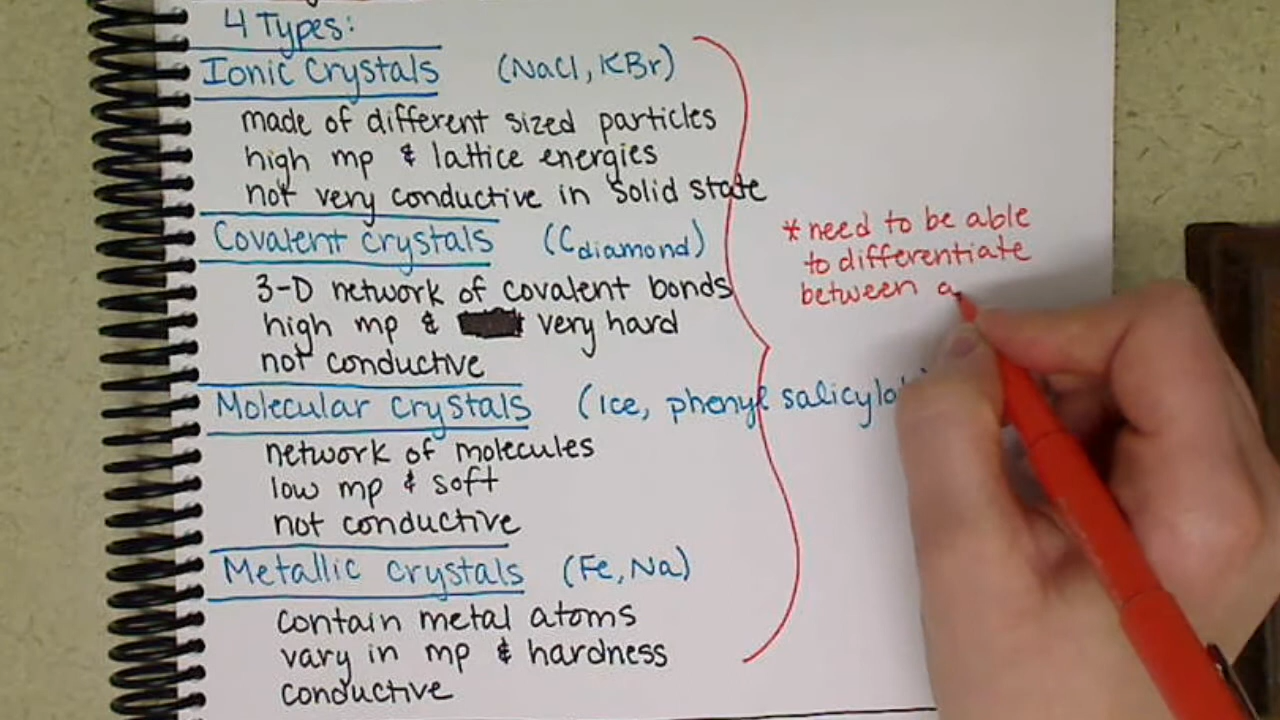 4 Types:
Ionic Crystals (NaCl, KBr)
made of different sized particles
high mp & lattice energies
not very conductive in solid state
Covalent crystals (Cdiamond)
3-D network of covalent bonds
high mp & very hard
not conductive
Molecular crystals (Ice, phenyl
network of molecules
low mp & soft
not conductive
Metallic crystals (Fe, Na)
contain metal atoms
vary in mp & hardness
conductive
* need to be able
to differentiate
between